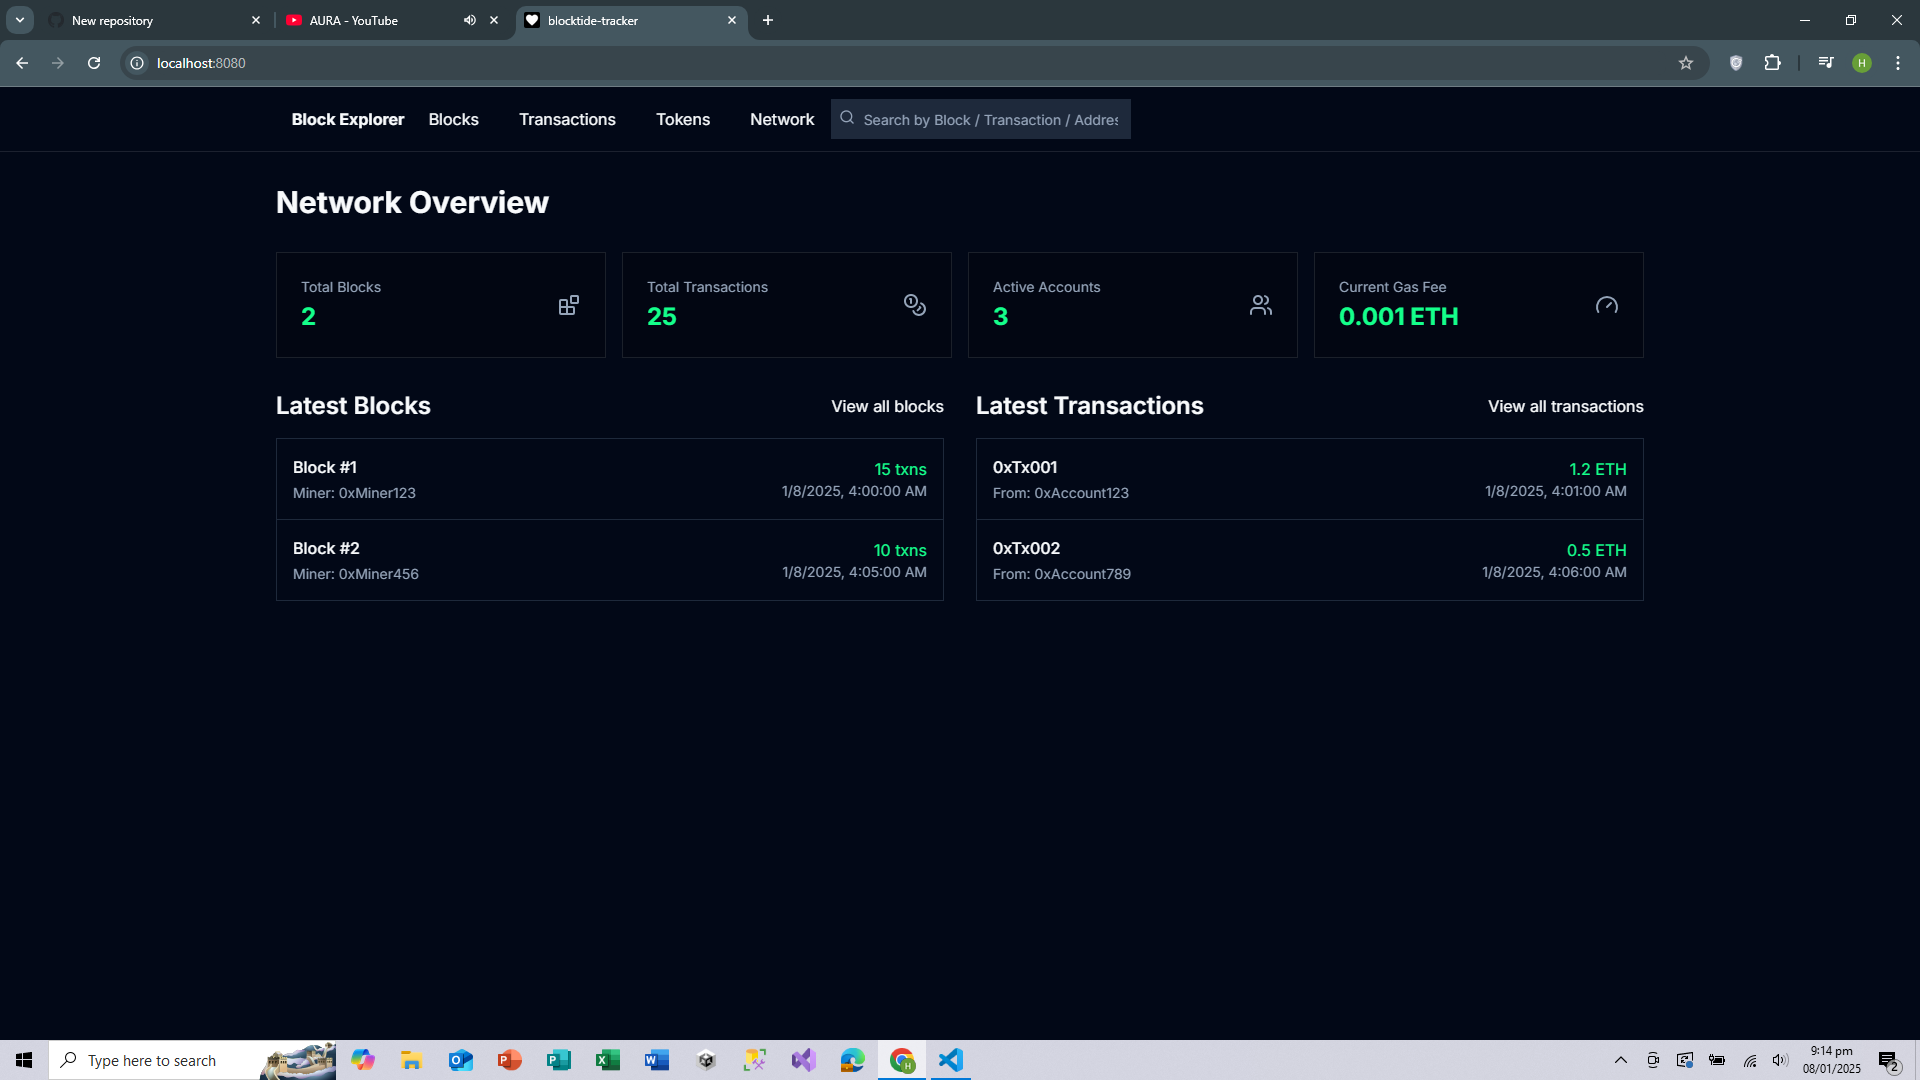 New repository
AURA - YouTube
blocktide-tracker
localhost:8080
H
Block Explorer
Blocks
Transactions
Tokens
Network
Search by Block / Transaction / Addres
Network Overview
Total Blocks
2
Total Transactions
25
Active Accounts
3
Current Gas Fee
0.001 ETH
Latest Blocks
View all blocks
Block #1
15 txns
Miner: 0xMiner123
1/8/2025, 4:00:00 AM
Block #2
10 txns
Miner: 0xMiner456
1/8/2025, 4:05:00 AM
Latest Transactions
View all transactions
0xTx001
1.2 ETH
From: 0xAccount123
1/8/2025, 4:01:00 AM
0xTx002
0.5 ETH
From: 0xAccount789
1/8/2025, 4:06:00 AM
Type here to search
9:14 pm
08/01/2025
2